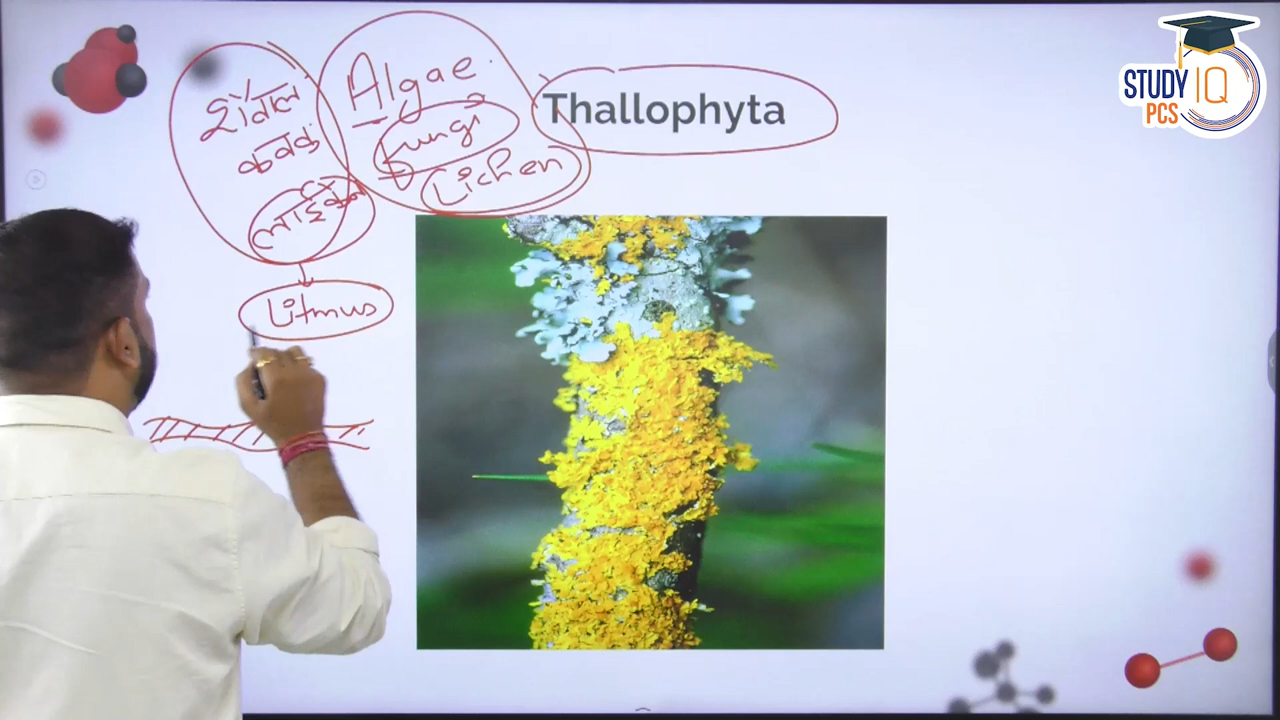 Algae
Fungi
Lichen
Thallophyta
शैवाल
कवक
लाइकेन
Litmus
STUDY IQ
PCS